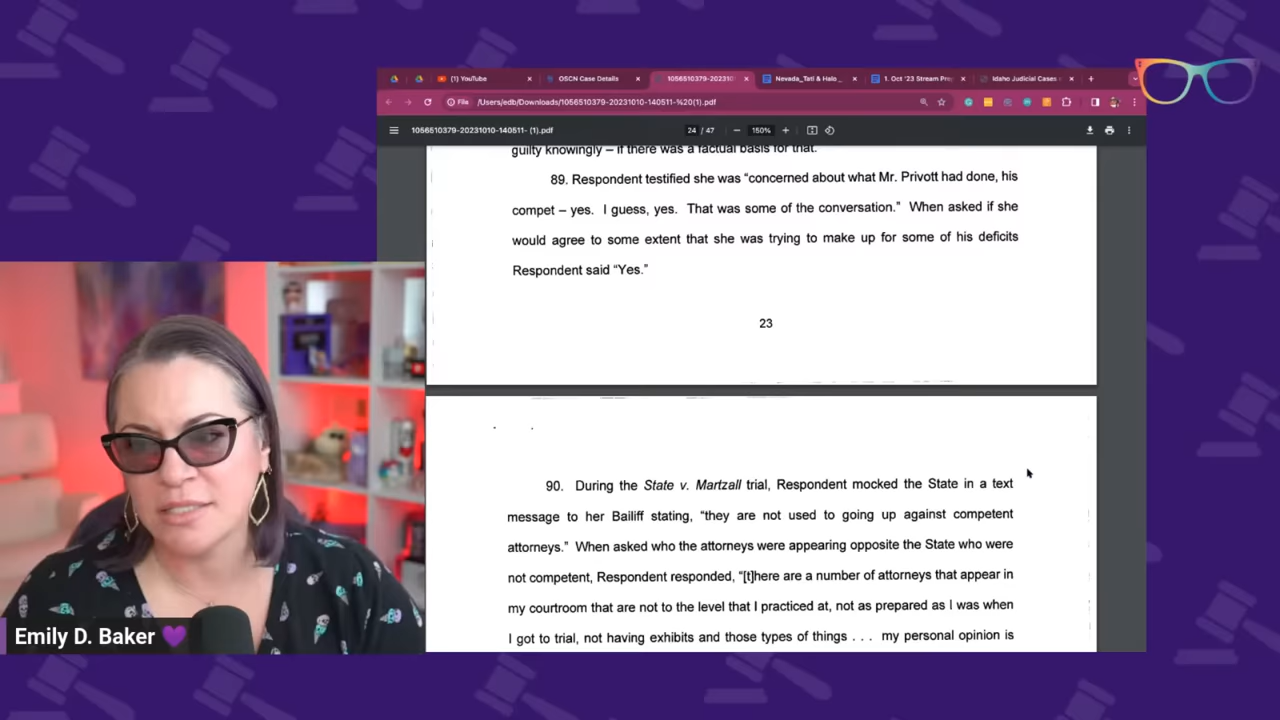 (1) YouTube
OSCN Case Details
1056510379-202310
Nevada_Tati & Halo_
1. Oct '23 Stream Pre
Idaho Judicial Cases
File
/Users/edb/Downloads/1056510379-20231010-140511-%20(1).pdf
1056510379-20231010-140511- (1).pdf
24 / 47
150%
guilty knowingly – if there was a factual basis for that.
89. Respondent testified she was “concerned about what Mr. Privott had done, his
compet – yes. I guess, yes. That was some of the conversation.” When asked if she
would agree to some extent that she was trying to make up for some of his deficits
Respondent said “Yes.”
23
90. During the State v. Martzall trial, Respondent mocked the State in a text
message to her Bailiff stating, “they are not used to going up against competent
attorneys.” When asked who the attorneys were appearing opposite the State who were
not competent, Respondent responded, “[t]here are a number of attorneys that appear in
my courtroom that are not to the level that I practiced at, not as prepared as I was when
I got to trial, not having exhibits and those types of things . . . my personal opinion is
Emily D. Baker 💜